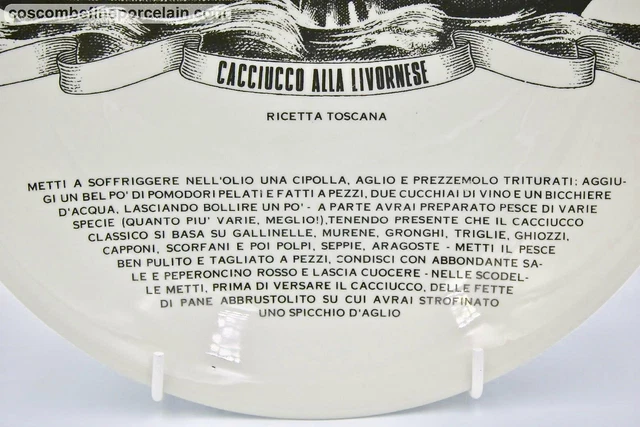 coscombefineporcelain.com
CACCIUCCO ALLA LIVORNESE
RICETTA TOSCANA
METTI A SOFFRIGGERE NELL'OLIO UNA CIPOLLA, AGLIO E PREZZEMOLO TRITURATI; AGGIU-
GI UN BEL PO' DI POMODORI PELATI E FATTI A PEZZI, DUE CUCCHIAI DI VINO E UN BICCHIERE
D'ACQUA, LASCIANDO BOLLIRE UN PO' - A PARTE AVRAI PREPARATO PESCE DI VARIE
SPECIE (QUANTO PIU' VARIE, MEGLIO!),TENENDO PRESENTE CHE IL CACCIUCCO
CLASSICO SI BASA SU GALLINELLE, MURENE, GRONGHI, TRIGLIE, GHIOZZI,
CAPPONI, SCORFANI E POI POLPI, SEPPIE, ARAGOSTE - METTI IL PESCE
BEN PULITO E TAGLIATO A PEZZI, CONDISCI CON ABBONDANTE SA-
LE E PEPERONCINO ROSSO E LASCIA CUOCERE - NELLE SCODEL-
LE METTI, PRIMA DI VERSARE IL CACCIUCCO, DELLE FETTE
DI PANE ABBRUSTOLITO SU CUI AVRAI STROFINATO
UNO SPICCHIO D'AGLIO